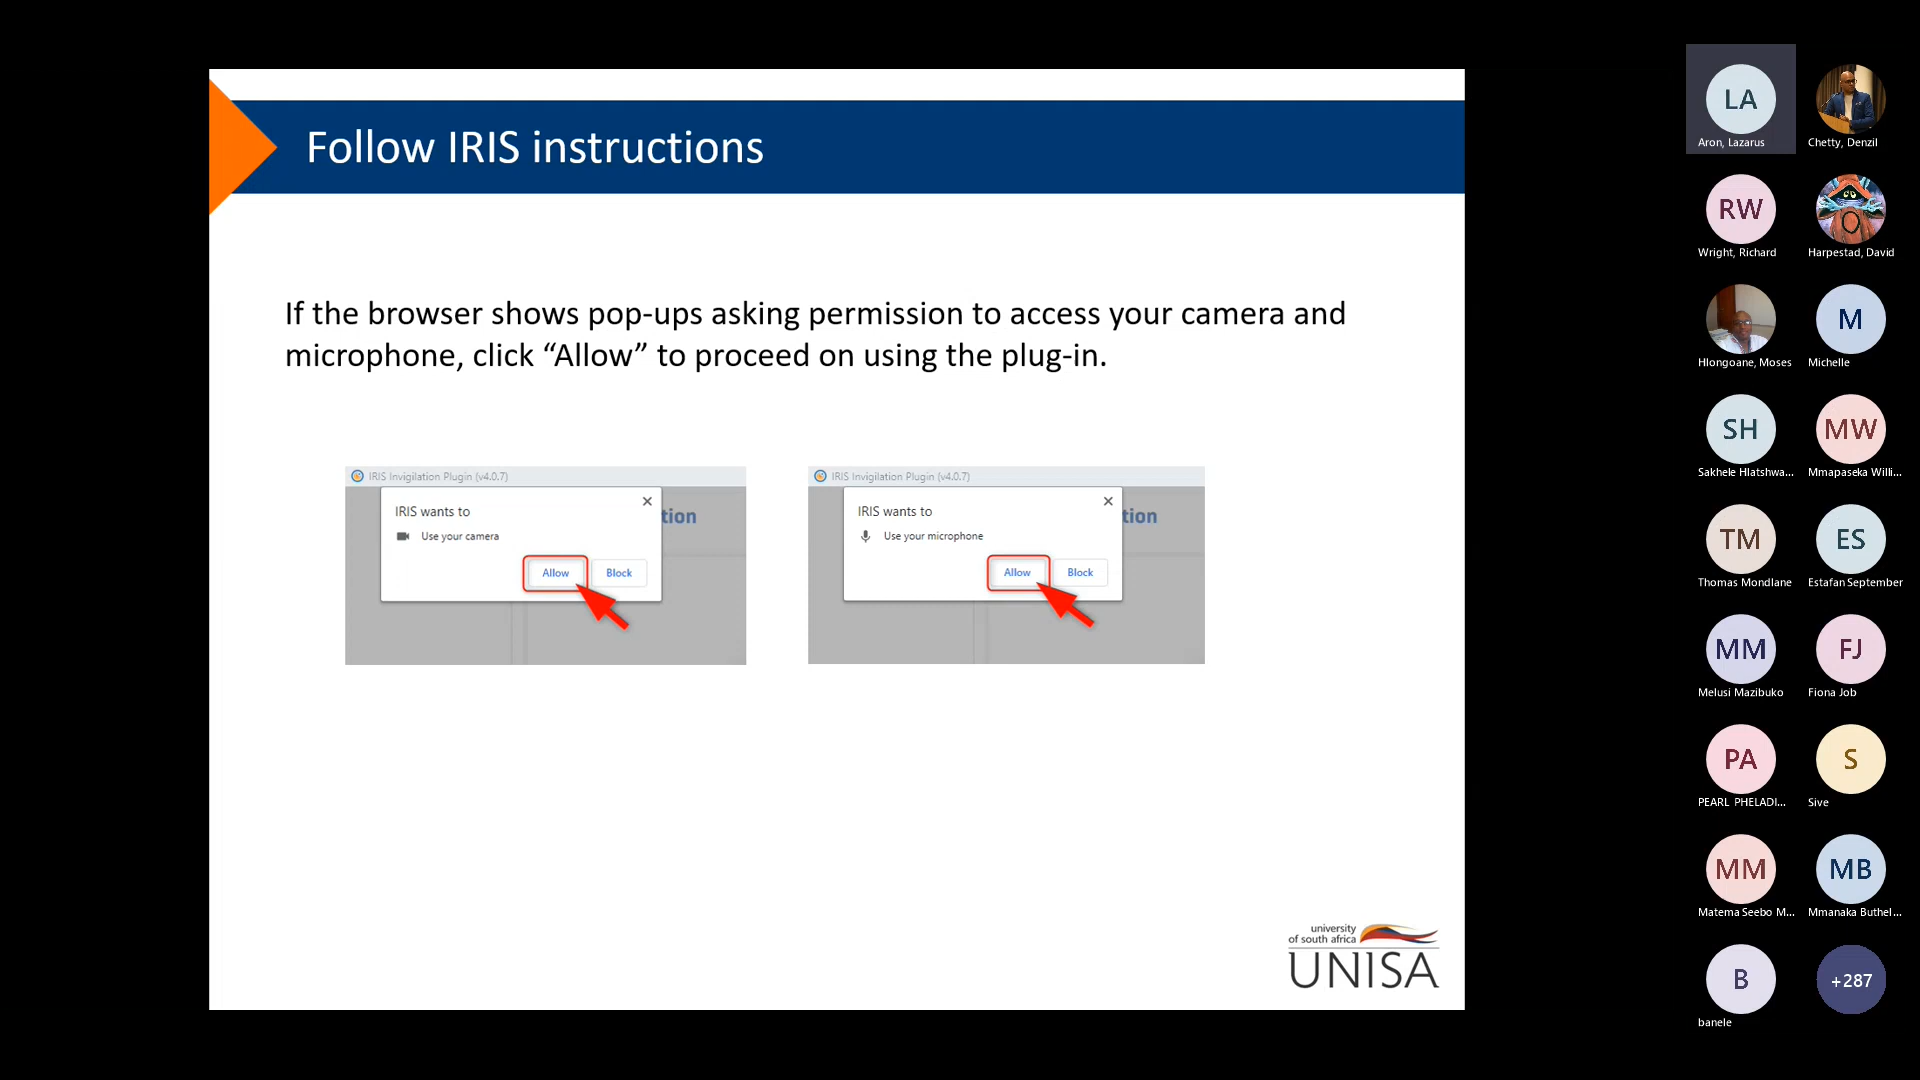 Follow IRIS instructions
If the browser shows pop-ups asking permission to access your camera and
microphone, click “Allow” to proceed on using the plug-in.
IRIS Invigilation Plugin (v4.0.7)
IRIS wants to
tion
Use your camera
Allow
Block
IRIS Invigilation Plugin (v4.0.7)
IRIS wants to
tion
Use your microphone
Allow
Block
university
of south africa
UNISA
LA
Aron, Lazarus
Chetty, Denzil
RW
Wright, Richard
Harpestad, David
Hlongoane, Moses
M
Michelle
SH
Sakhele Hlatshwa...
MW
Mmapaseka Willi...
TM
Thomas Mondlane
ES
Estafan September
MM
Melusi Mazibuko
FJ
Fiona Job
PA
PEARL PHELADI...
S
Sive
MM
Matema Seebo M...
MB
Mmanaka Buthel...
B
banele
+287